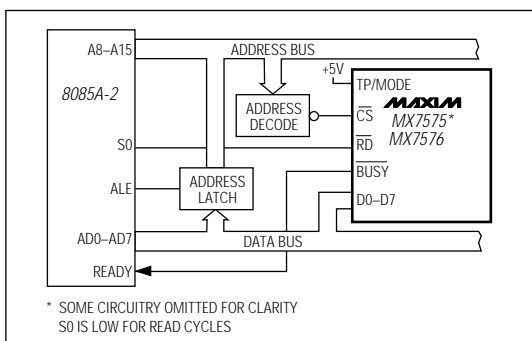 A8–A15
ADDRESS BUS
+5V
TP/MODE
8085A-2
ADDRESS
DECODE
MAXIM
CS
MX7575*
MX7576
S0
RD
ADDRESS
LATCH
BUSY
ALE
D0–D7
AD0–AD7
DATA BUS
READY
* SOME CIRCUITRY OMITTED FOR CLARITY
S0 IS LOW FOR READ CYCLES